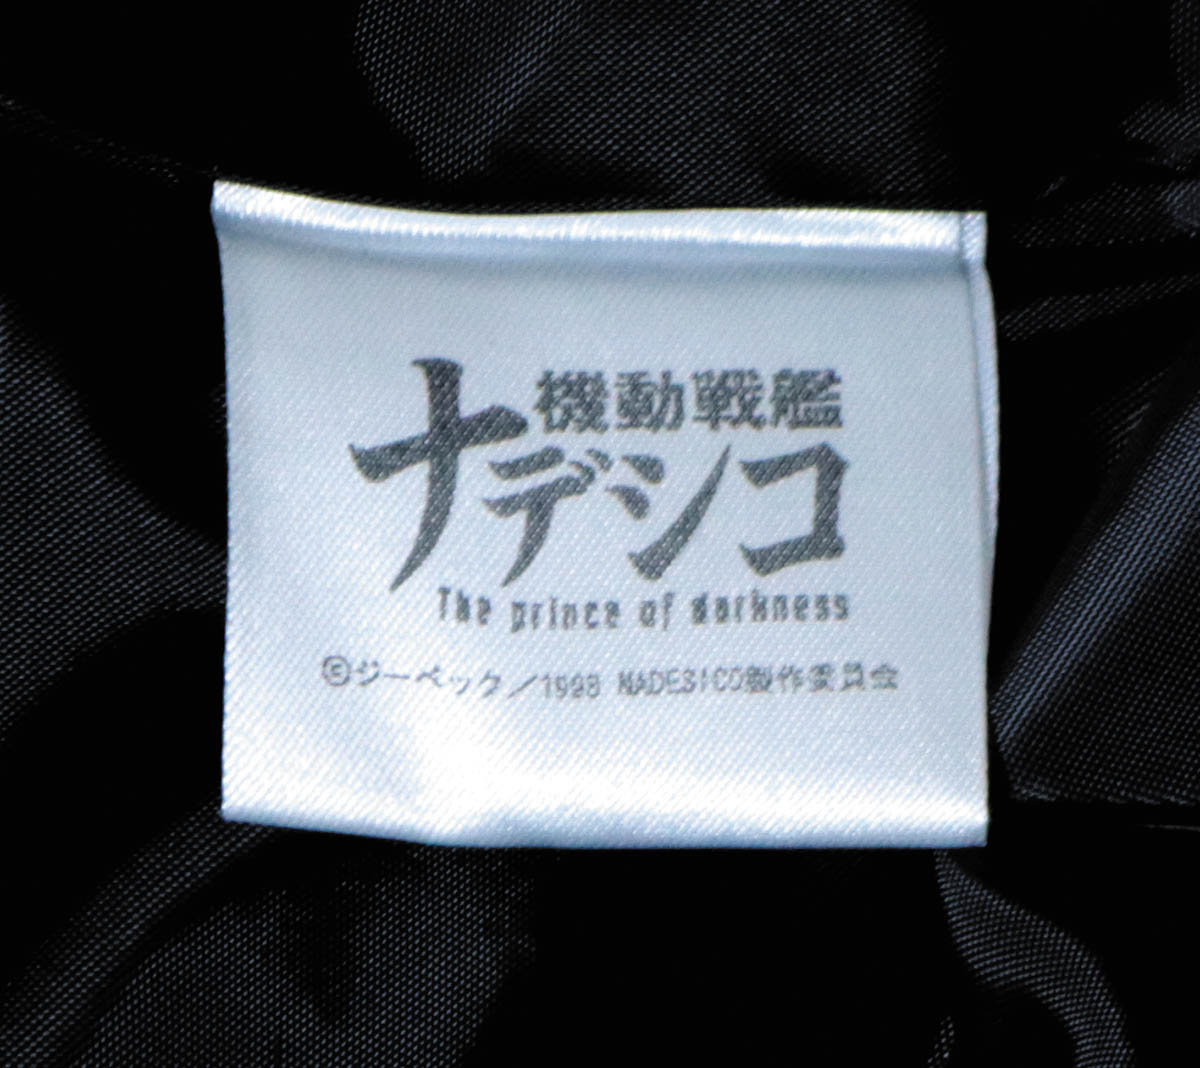 機動戦艦
ナデシコ
The prince of darkness
©ジーベック/1998 NADESICO製作委員会